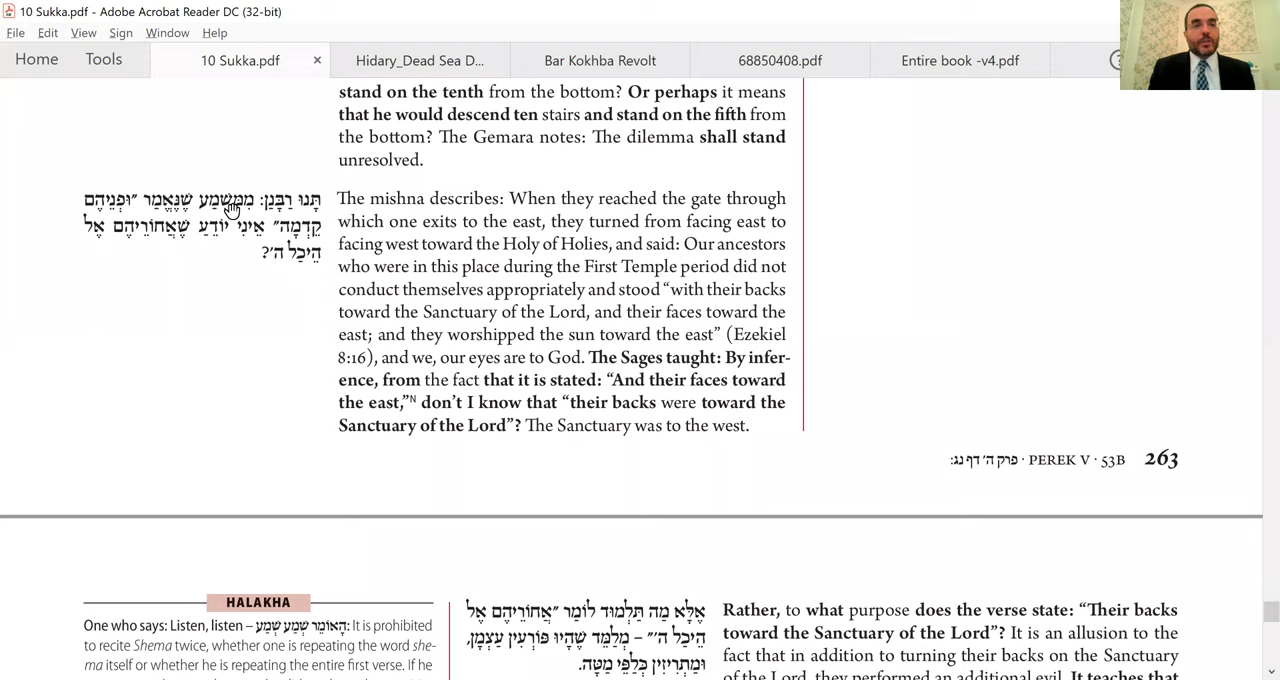 10 Sukka.pdf - Adobe Acrobat Reader DC (32-bit)
File Edit View Sign Window Help
Home Tools 10 Sukka.pdf × Hidary_Dead Sea D... Bar Kokhba Revolt 68850408.pdf Entire book -v4.pdf
stand on the tenth from the bottom? Or perhaps it means
that he would descend ten stairs and stand on the fifth from
the bottom? The Gemara notes: The dilemma shall stand
unresolved.
תָּנוּ רַבָּנַן: מִמַּשְׁמַע שֶׁנֶּאֱמַר ״וּפְנֵיהֶם
קֵדְמָה״ אֵינִי יוֹדֵעַ שֶׁאֲחוֹרֵיהֶם אֶל
הֵיכַל ה׳?
The mishna describes: When they reached the gate through
which one exits to the east, they turned from facing east to
facing west toward the Holy of Holies, and said: Our ancestors
who were in this place during the First Temple period did not
conduct themselves appropriately and stood “with their backs
toward the Sanctuary of the Lord, and their faces toward the
east; and they worshipped the sun toward the east” (Ezekiel
8:16), and we, our eyes are to God. The Sages taught: By infer-
ence, from the fact that it is stated: “And their faces toward
the east,”N don’t I know that “their backs were toward the
Sanctuary of the Lord”? The Sanctuary was to the west.
פרק ה׳ דף נג: · PEREK V · 53B 263
HALAKHA
One who says: Listen, listen – הָאוֹמֵר שְׁמַע שְׁמַע: It is prohibited
to recite Shema twice, whether one is repeating the word she-
ma itself or whether he is repeating the entire first verse. If he
אֶלָּא מַה תַּלְמוּד לוֹמַר ״אֲחוֹרֵיהֶם אֶל
הֵיכַל ה׳״ – מְלַמֵּד שֶׁהָיוּ פּוֹרְעִין עַצְמָן,
וּמַתְרִיזִין כְּלַפֵּי מַטָּה.
Rather, to what purpose does the verse state: “Their backs
toward the Sanctuary of the Lord”? It is an allusion to the
fact that in addition to turning their backs on the Sanctuary
of the Lord, they performed an additional evil. It teaches that